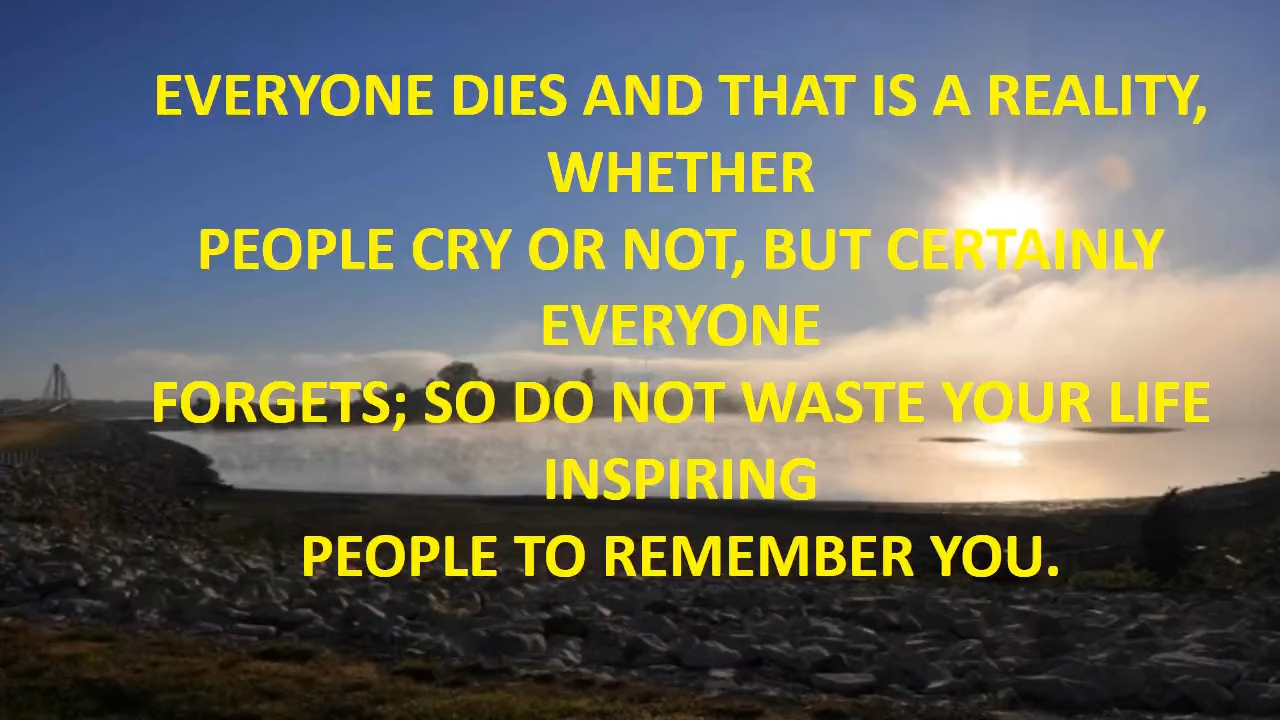 EVERYONE DIES AND THAT IS A REALITY,
WHETHER
PEOPLE CRY OR NOT, BUT CERTAINLY
EVERYONE
FORGETS; SO DO NOT WASTE YOUR LIFE
INSPIRING
PEOPLE TO REMEMBER YOU.